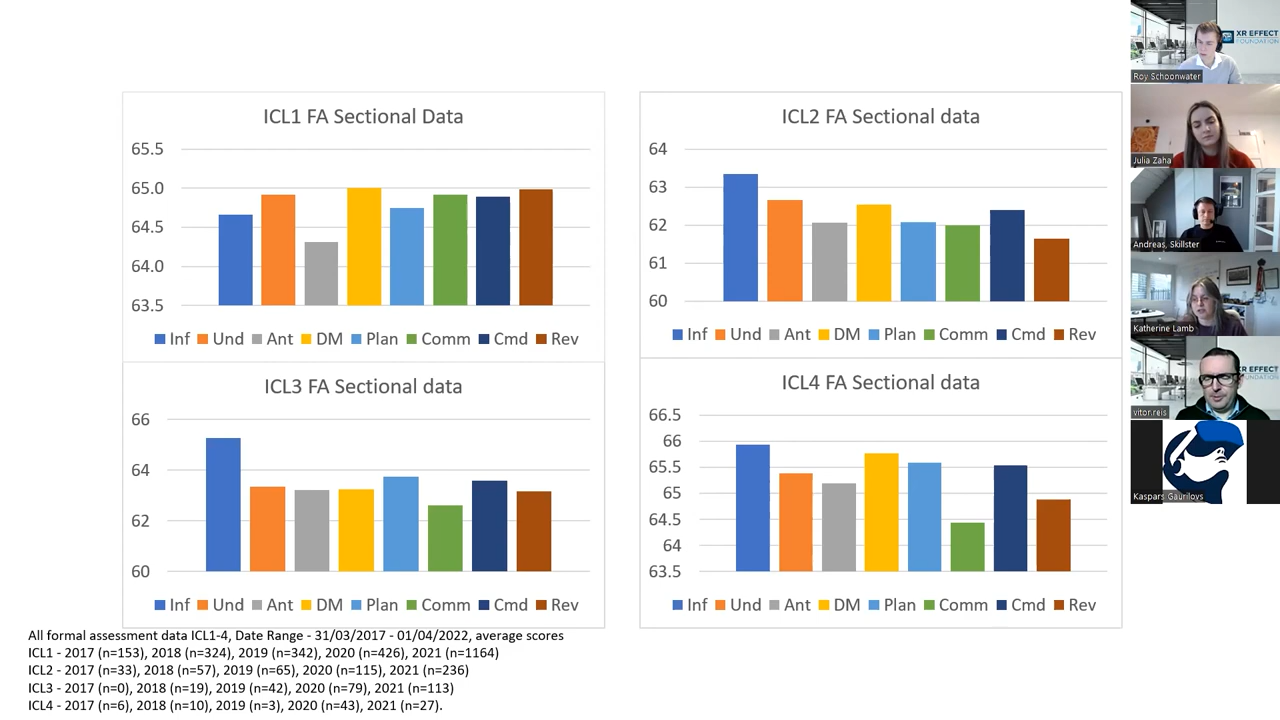 ICL1 FA Sectional Data
65.5
65.0
64.5
64.0
63.5
Inf Und Ant DM Plan Comm Cmd Rev
ICL2 FA Sectional data
64
63
62
61
60
Inf Und Ant DM Plan Comm Cmd Rev
ICL3 FA Sectional data
66
64
62
60
Inf Und Ant DM Plan Comm Cmd Rev
ICL4 FA Sectional data
66.5
66
65.5
65
64.5
64
63.5
Inf Und Ant DM Plan Comm Cmd Rev
All formal assessment data ICL1-4, Date Range - 31/03/2017 - 01/04/2022, average scores
ICL1 - 2017 (n=153), 2018 (n=324), 2019 (n=342), 2020 (n=426), 2021 (n=1164)
ICL2 - 2017 (n=33), 2018 (n=57), 2019 (n=65), 2020 (n=115), 2021 (n=236)
ICL3 - 2017 (n=0), 2018 (n=19), 2019 (n=42), 2020 (n=79), 2021 (n=113)
ICL4 - 2017 (n=6), 2018 (n=10), 2019 (n=3), 2020 (n=43), 2021 (n=27).
XR EFFECT
FOUNDATION
Roy Schoonwater
Julia Zaha
Andreas, Skillster
Katherine Lamb
XR EFFECT
vitor.reis
Kaspars Gaurilovs